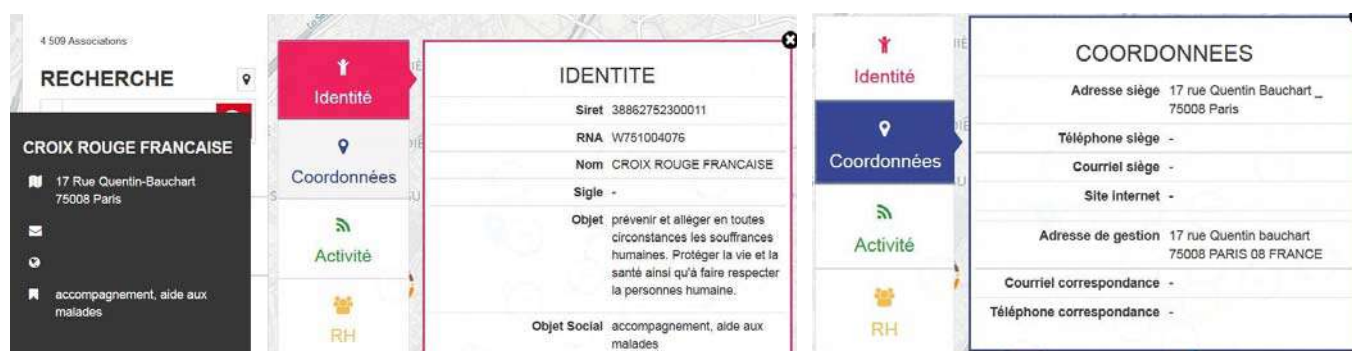 4 509 Associations
RECHERCHE
CROIX ROUGE FRANCAISE
17 Rue Quentin-Bauchart
75008 Paris
accompagnement, aide aux
malades
Identité
Coordonnées
Activité
RH
IDENTITE
Siret 38862752300011
RNA W751004076
Nom CROIX ROUGE FRANCAISE
Sigle -
Objet prévenir et alléger en toutes
circonstances les souffrances
humaines. Protéger la vie et la
santé ainsi qu'à faire respecter
la personnes humaine.
Objet Social accompagnement, aide aux
malades
Identité
Coordonnées
Activité
RH
COORDONNEES
Adresse siège 17 rue Quentin Bauchart _
75008 Paris
Téléphone siège -
Courriel siège -
Site internet -
Adresse de gestion 17 rue Quentin bauchart
75008 PARIS 08 FRANCE
Courriel correspondance -
Téléphone correspondance -